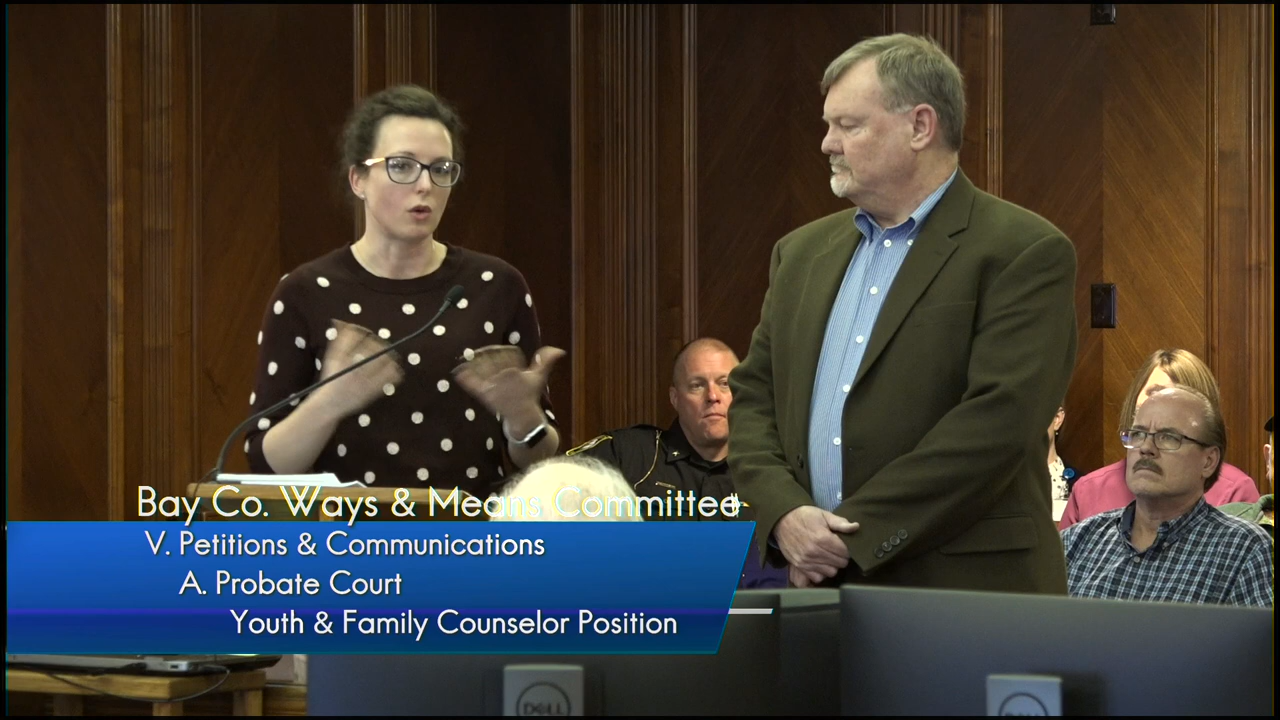 Bay Co. Ways & Means Committee
V. Petitions & Communications
A. Probate Court
Youth & Family Counselor Position
DELL
DELL